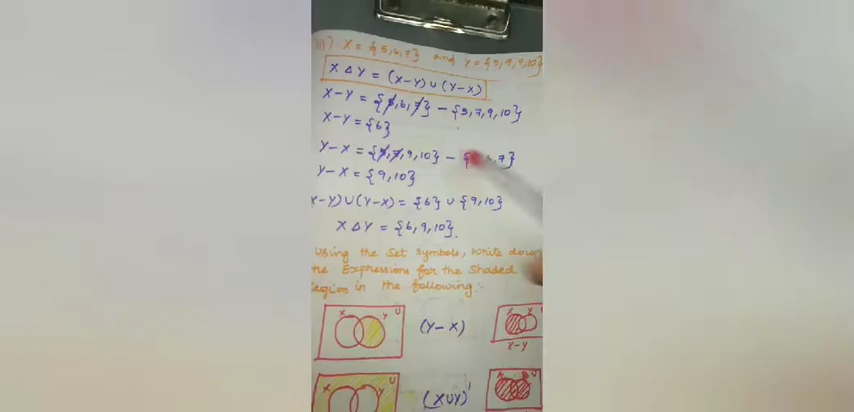 X = {5,6,7} and Y = {5,9,9,10}
X Δ Y = (X-Y) ∪ (Y-X)
X-Y = {5,6,7} - {5,7,9,10}
X-Y = {6}
Y-X = {5,7,9,10} - { 7}
Y-X = {9,10}
X-Y) ∪ (Y-X) = {6} ∪ {9,10}
X Δ Y = {6,9,10}.
Using the Set Symbols, write down
the Expressions for the Shaded
Region in the following:
X Y U
(Y-X)
X Y U
X-Y
X Y U
(X∪Y)'
U